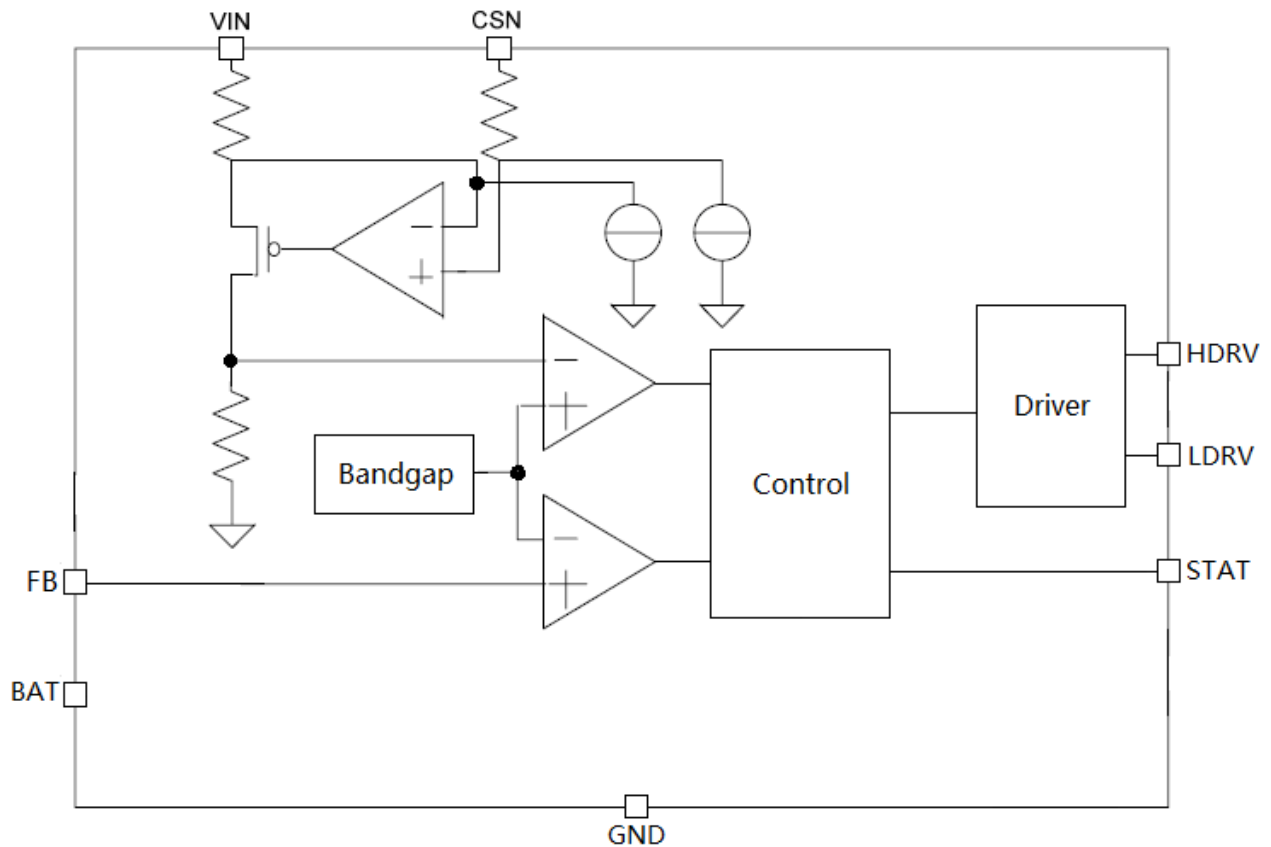 VIN
CSN
HDRV
Driver
LDRV
Bandgap
Control
STAT
FB
BAT
GND